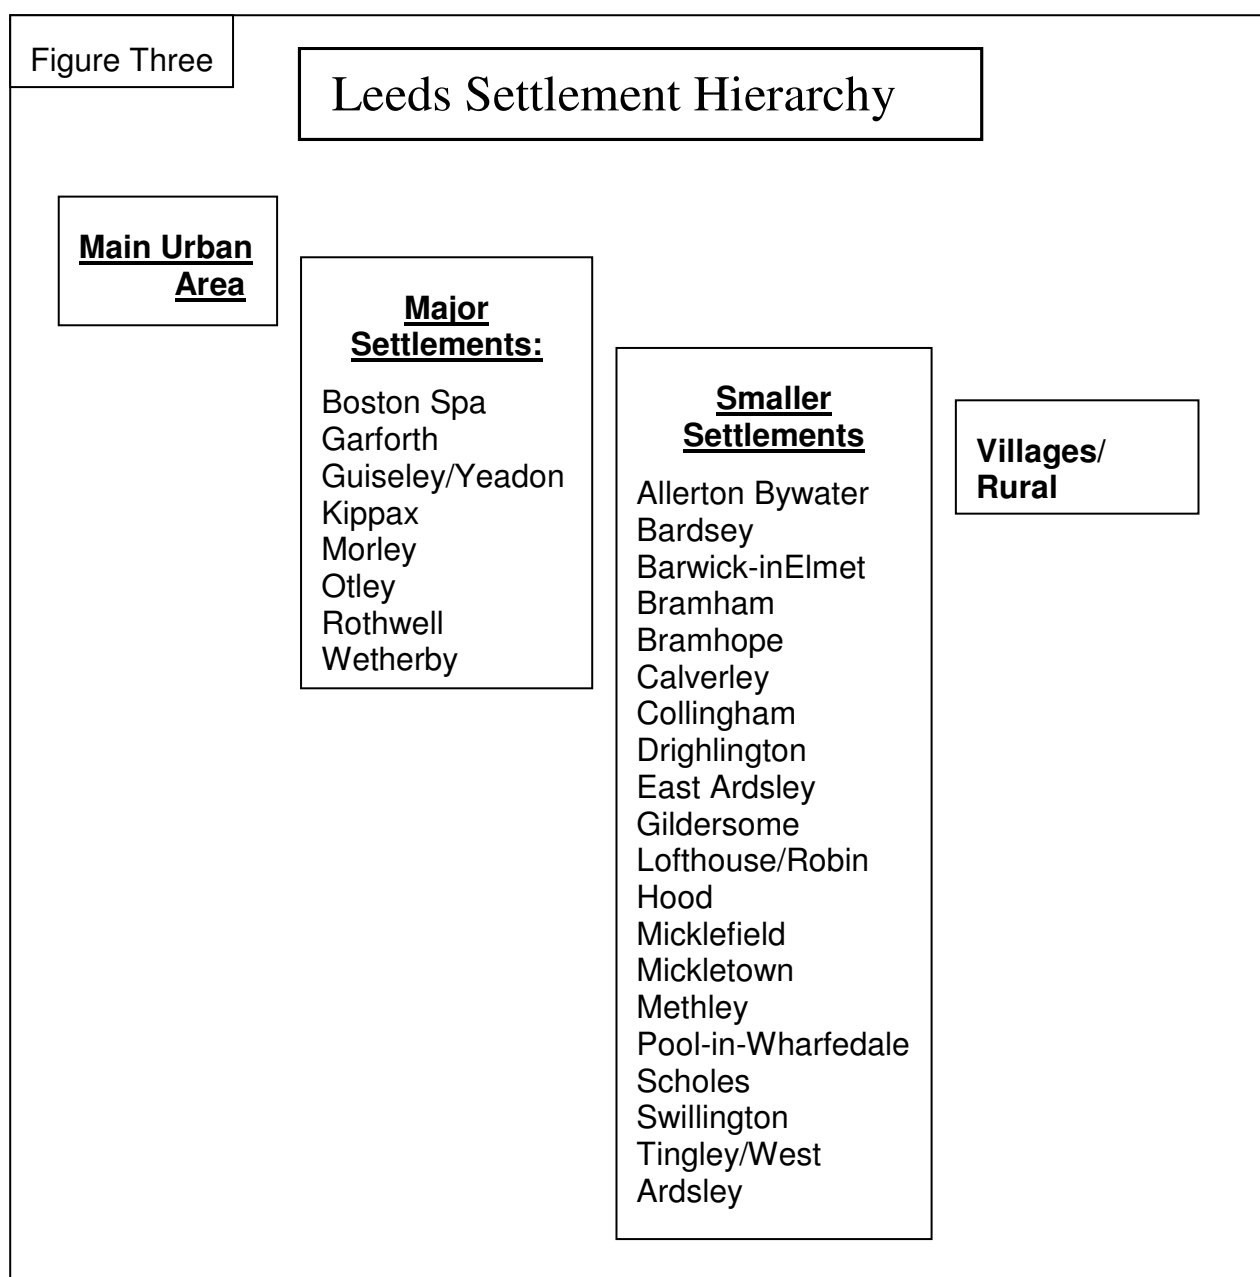 Figure Three
Leeds Settlement Hierarchy
Main Urban
Area
Major
Settlements:
Boston Spa
Garforth
Guiseley/Yeadon
Kippax
Morley
Otley
Rothwell
Wetherby
Smaller
Settlements
Allerton Bywater
Bardsey
Barwick-inElmet
Bramham
Bramhope
Calverley
Collingham
Drighlington
East Ardsley
Gildersome
Lofthouse/Robin
Hood
Micklefield
Mickletown
Methley
Pool-in-Wharfedale
Scholes
Swillington
Tingley/West
Ardsley
Villages/
Rural